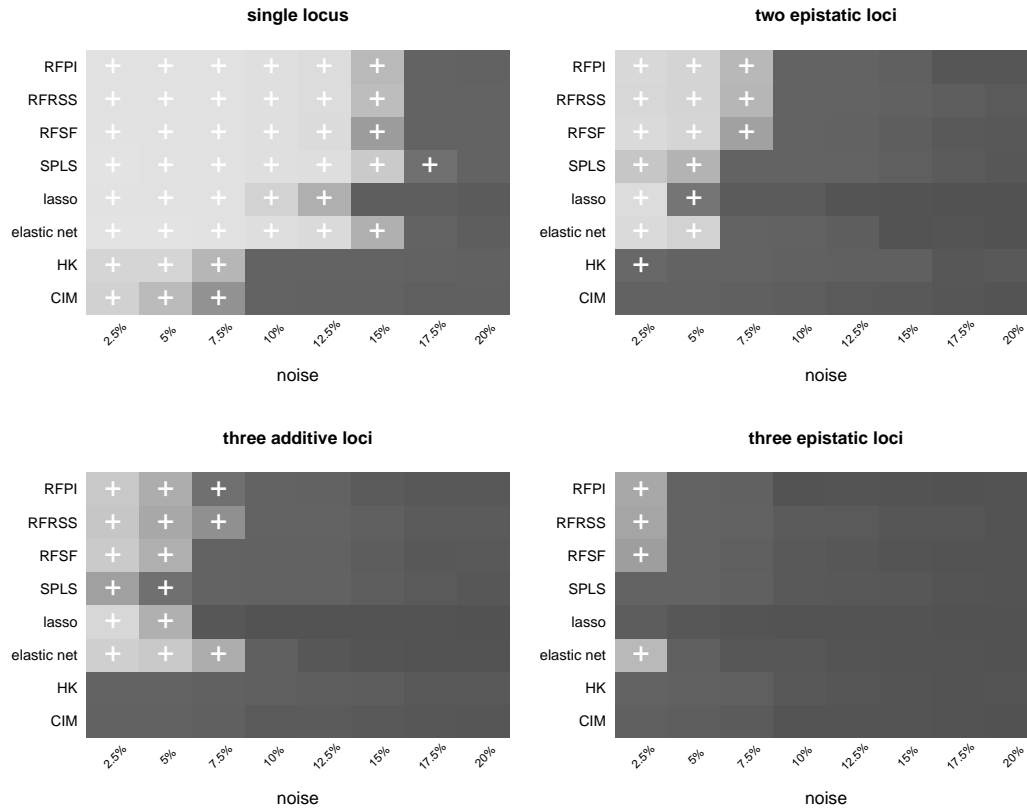 single locus
RFPI + + + + + +
RFRSS + + + + + +
RFSF + + + + + +
SPLS + + + + + + +
lasso + + + + +
elastic net + + + + + +
HK + + +
CIM + + +
2.5% 5% 7.5% 10% 12.5% 15% 17.5% 20%
noise
two epistatic loci
RFPI + + +
RFRSS + + +
RFSF + + +
SPLS + +
lasso + +
elastic net + +
HK +
CIM
2.5% 5% 7.5% 10% 12.5% 15% 17.5% 20%
noise
three additive loci
RFPI + + +
RFRSS + + +
RFSF + +
SPLS + +
lasso + +
elastic net + + +
HK
CIM
2.5% 5% 7.5% 10% 12.5% 15% 17.5% 20%
noise
three epistatic loci
RFPI +
RFRSS +
RFSF +
SPLS
lasso
elastic net +
HK
CIM
2.5% 5% 7.5% 10% 12.5% 15% 17.5% 20%
noise